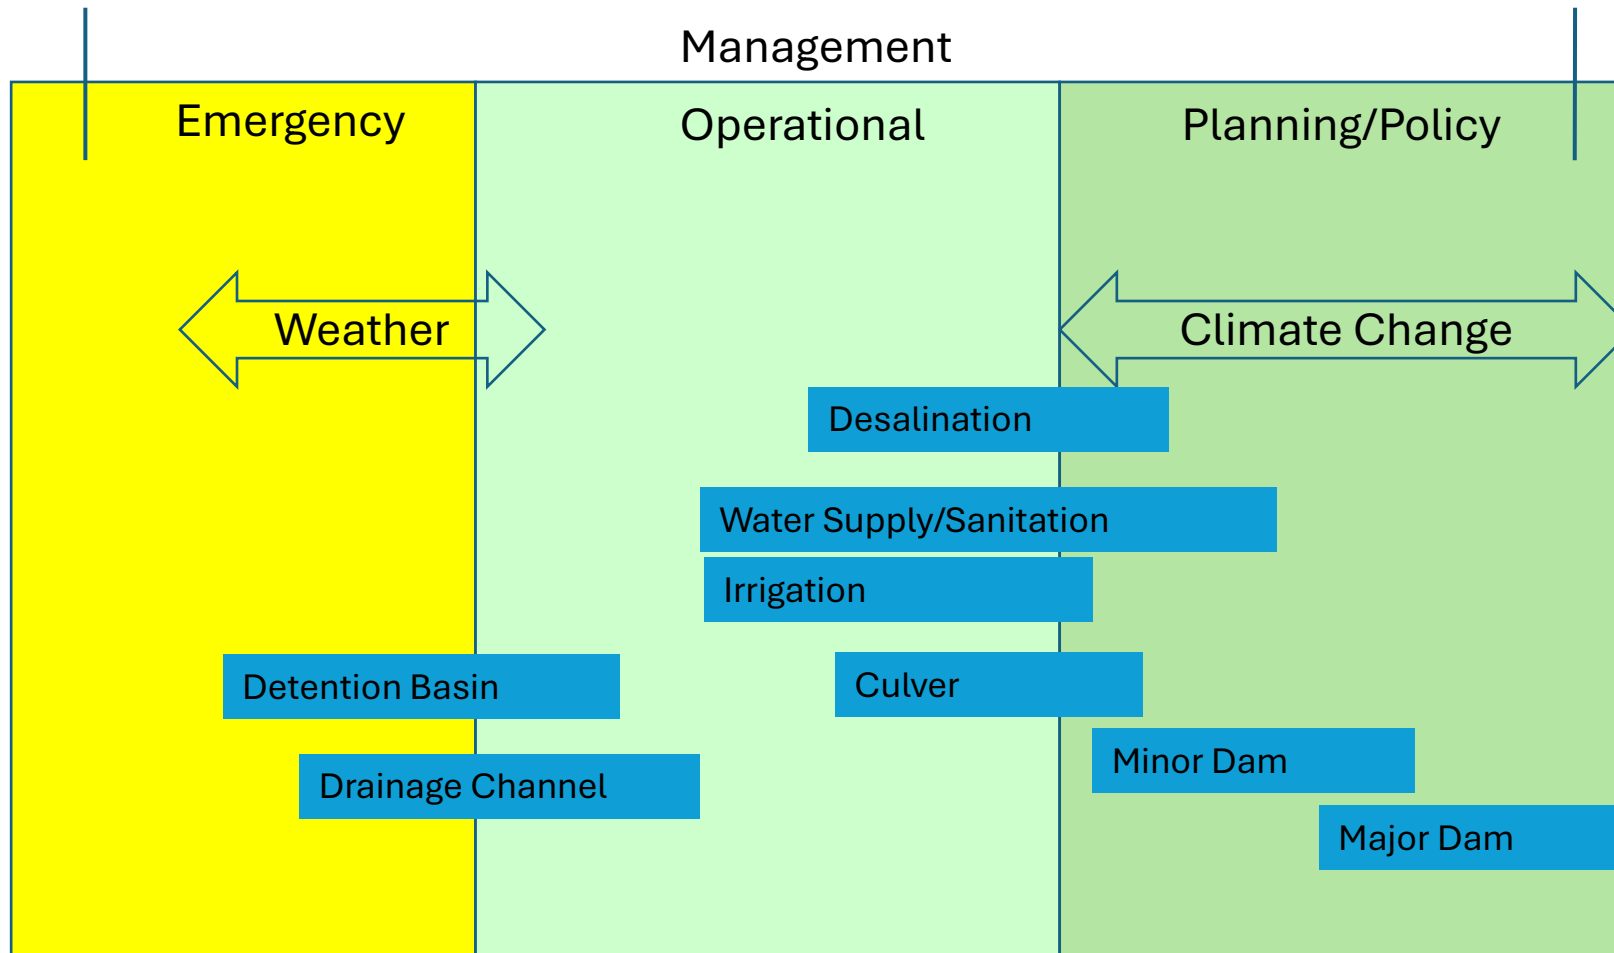 Management
Emergency
Operational
Planning/Policy
Weather
Climate Change
Desalination
Water Supply/Sanitation
Irrigation
Detention Basin
Culver
Minor Dam
Drainage Channel
Major Dam